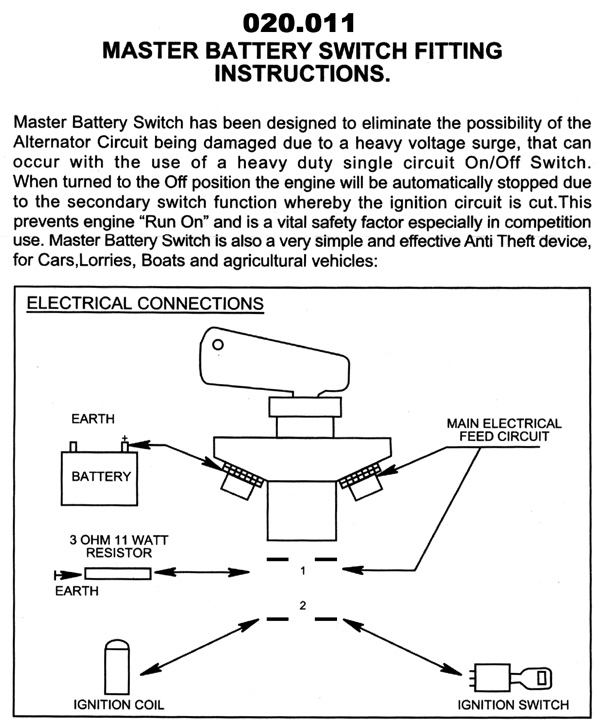 020.011
MASTER BATTERY SWITCH FITTING
INSTRUCTIONS.
Master Battery Switch has been designed to eliminate the possibility of the
Alternator Circuit being damaged due to a heavy voltage surge, that can
occur with the use of a heavy duty single circuit On/Off Switch.
When turned to the Off position the engine will be automatically stopped due
to the secondary switch function whereby the ignition circuit is cut.This
prevents engine “Run On” and is a vital safety factor especially in competition
use. Master Battery Switch is also a very simple and effective Anti Theft device,
for Cars,Lorries, Boats and agricultural vehicles:
ELECTRICAL CONNECTIONS
EARTH
+
BATTERY
MAIN ELECTRICAL
FEED CIRCUIT
3 OHM 11 WATT
RESISTOR
EARTH
1
2
IGNITION COIL
IGNITION SWITCH